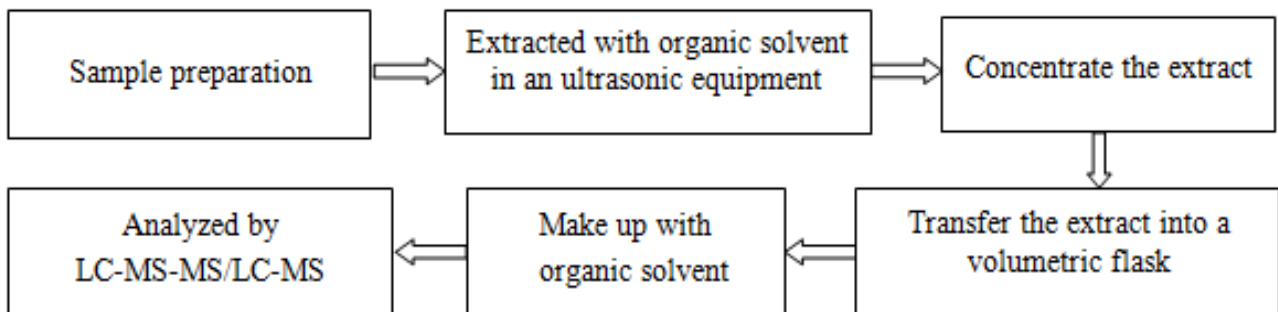 Sample preparation
Extracted with organic solvent
in an ultrasonic equipment
Concentrate the extract
Transfer the extract into a
volumetric flask
Make up with
organic solvent
Analyzed by
LC-MS-MS/LC-MS